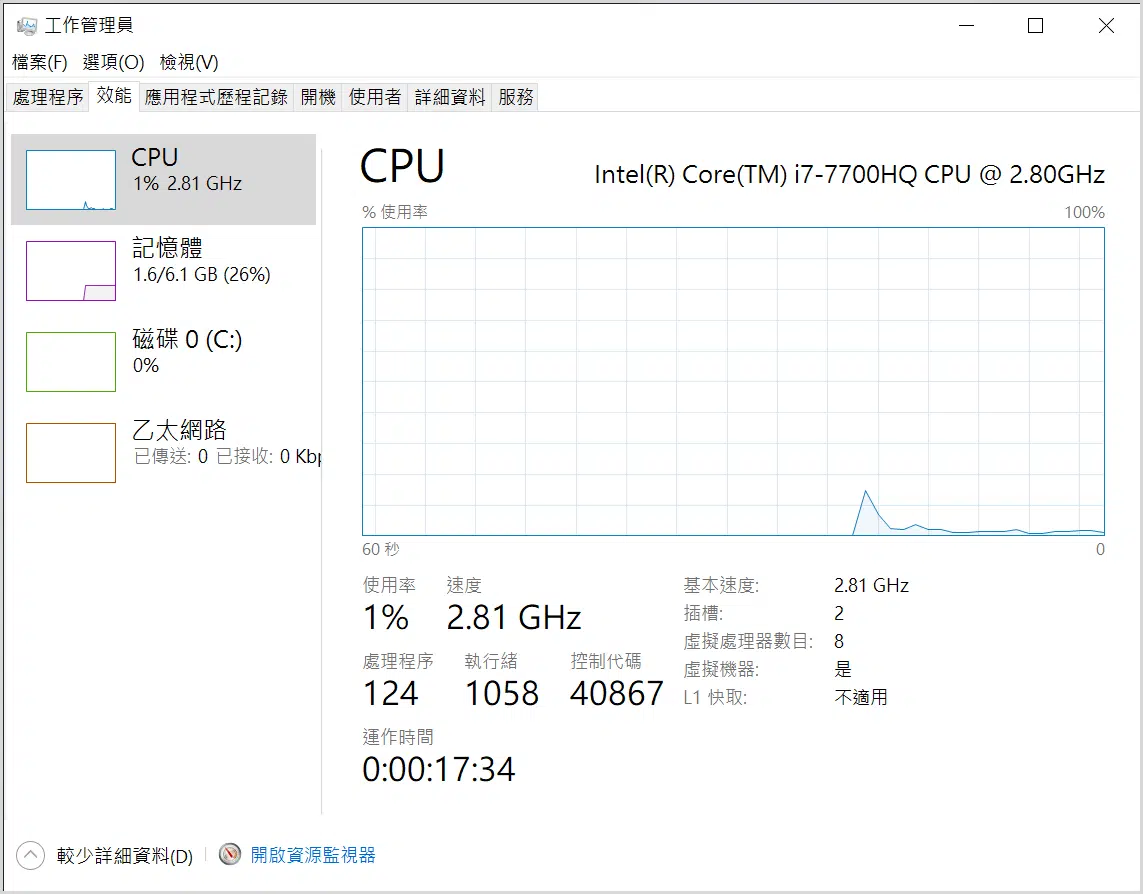 工作管理員
檔案(F) 選項(O) 檢視(V)
處理程序 效能 應用程式歷程記錄 開機 使用者 詳細資料 服務
CPU
1% 2.81 GHz
記憶體
1.6/6.1 GB (26%)
磁碟 0 (C:)
0%
乙太網路
已傳送: 0 已接收: 0 Kbp
CPU
Intel(R) Core(TM) i7-7700HQ CPU @ 2.80GHz
% 使用率 100%
60 秒 0
使用率 速度
1% 2.81 GHz
處理程序 執行緒 控制代碼
124 1058 40867
運作時間
0:00:17:34
基本速度: 2.81 GHz
插槽: 2
虛擬處理器數目: 8
虛擬機器: 是
L1 快取: 不適用
較少詳細資料(D) 開啟資源監視器